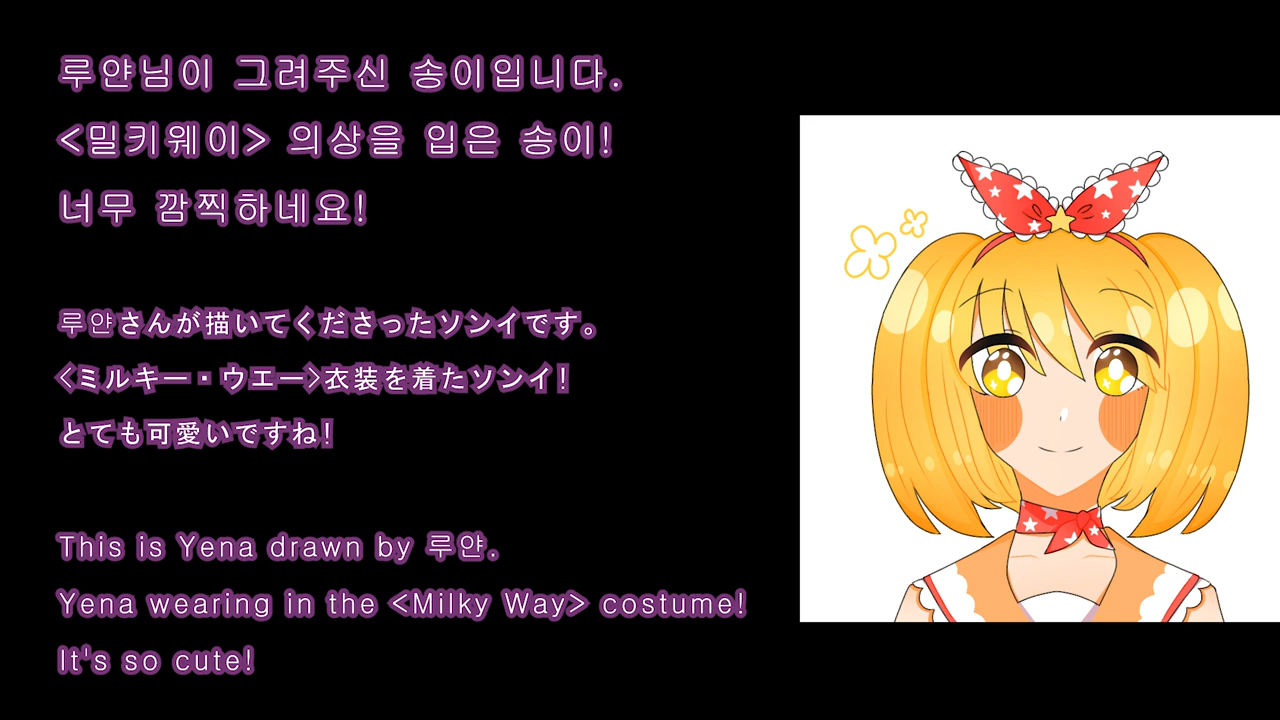 루얀님이 그려주신 송이입니다.
<밀키웨이> 의상을 입은 송이!
너무 깜찍하네요!
루얀さんが描いてくださったソンイです。
<ミルキー・ウエー>衣装を着たソンイ!
とても可愛いですね!
This is Yena drawn by 루얀.
Yena wearing in the <Milky Way> costume!
It's so cute!